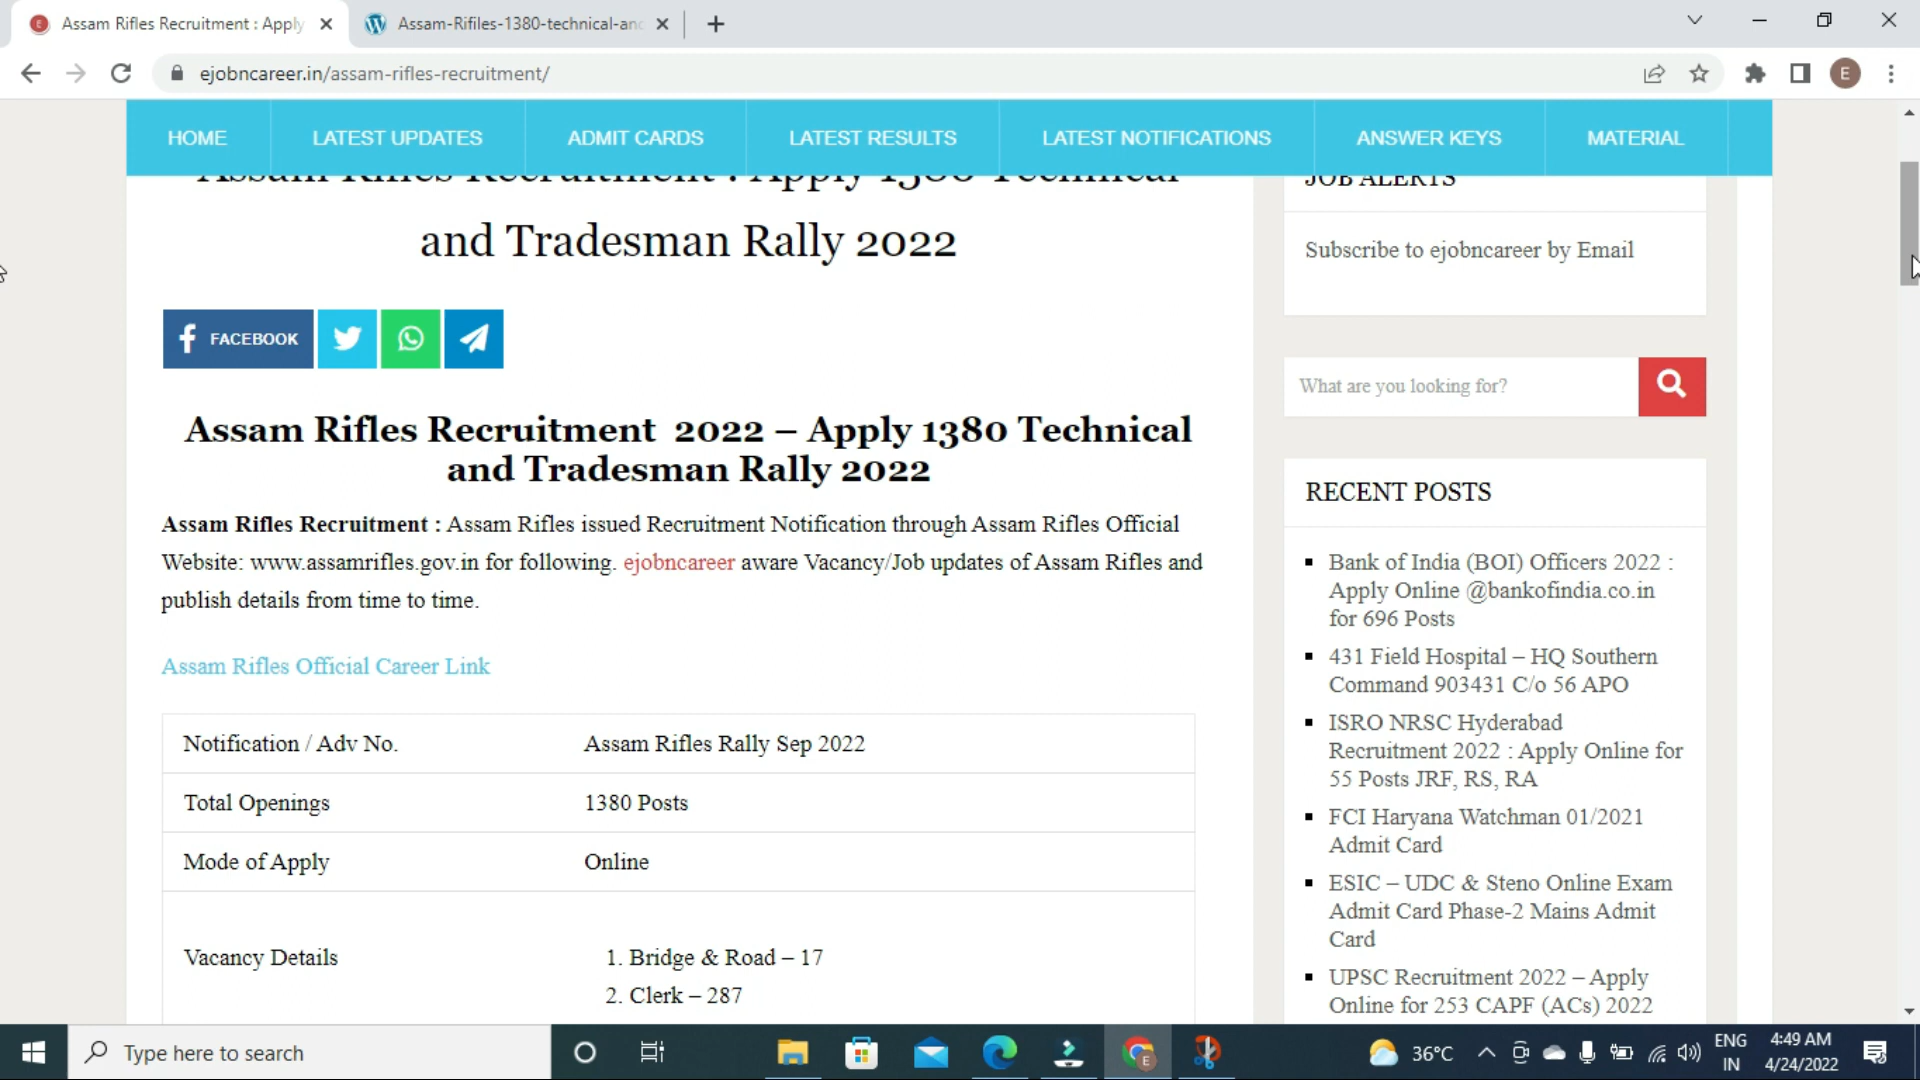 Assam Rifles Recruitment : Apply
Assam-Rifiles-1380-technical-an
ejobncareer.in/assam-rifles-recruitment/
E
HOME
LATEST UPDATES
ADMIT CARDS
LATEST RESULTS
LATEST NOTIFICATIONS
ANSWER KEYS
MATERIAL
Assam Rifles Recruitment : Apply 1380 Technical
and Tradesman Rally 2022
FACEBOOK
Assam Rifles Recruitment 2022 – Apply 1380 Technical
and Tradesman Rally 2022
Assam Rifles Recruitment : Assam Rifles issued Recruitment Notification through Assam Rifles Official
Website: www.assamrifles.gov.in for following. ejobncareer aware Vacancy/Job updates of Assam Rifles and
publish details from time to time.
Assam Rifles Official Career Link
Notification / Adv No. Assam Rifles Rally Sep 2022
Total Openings 1380 Posts
Mode of Apply Online
Vacancy Details 1. Bridge & Road – 17
2. Clerk – 287
JOB ALERTS
Subscribe to ejobncareer by Email
What are you looking for?
RECENT POSTS
Bank of India (BOI) Officers 2022 :
Apply Online @bankofindia.co.in
for 696 Posts
431 Field Hospital – HQ Southern
Command 903431 C/o 56 APO
ISRO NRSC Hyderabad
Recruitment 2022 : Apply Online for
55 Posts JRF, RS, RA
FCI Haryana Watchman 01/2021
Admit Card
ESIC – UDC & Steno Online Exam
Admit Card Phase-2 Mains Admit
Card
UPSC Recruitment 2022 – Apply
Online for 253 CAPF (ACs) 2022
Type here to search
36°C
ENG
IN
4:49 AM
4/24/2022